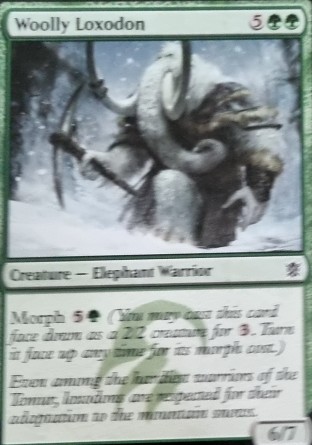 Woolly Loxodon 5
Creature — Elephant Warrior
Morph 5 (You may cast this card
face down as a 2/2 creature for 3. Turn
it face up any time for its morph cost.)
Even among the hardiest warriors of the
Temur, loxodons are respected for their
adaptation to the mountain snows.
6/7